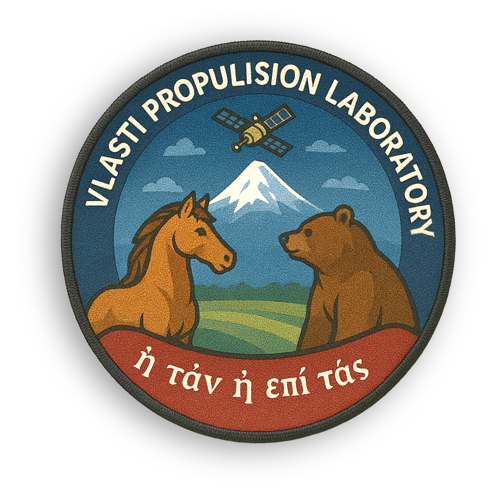 VLASTI PROPULISION LABORATORY
ἠ τάν ἠ επί τάς